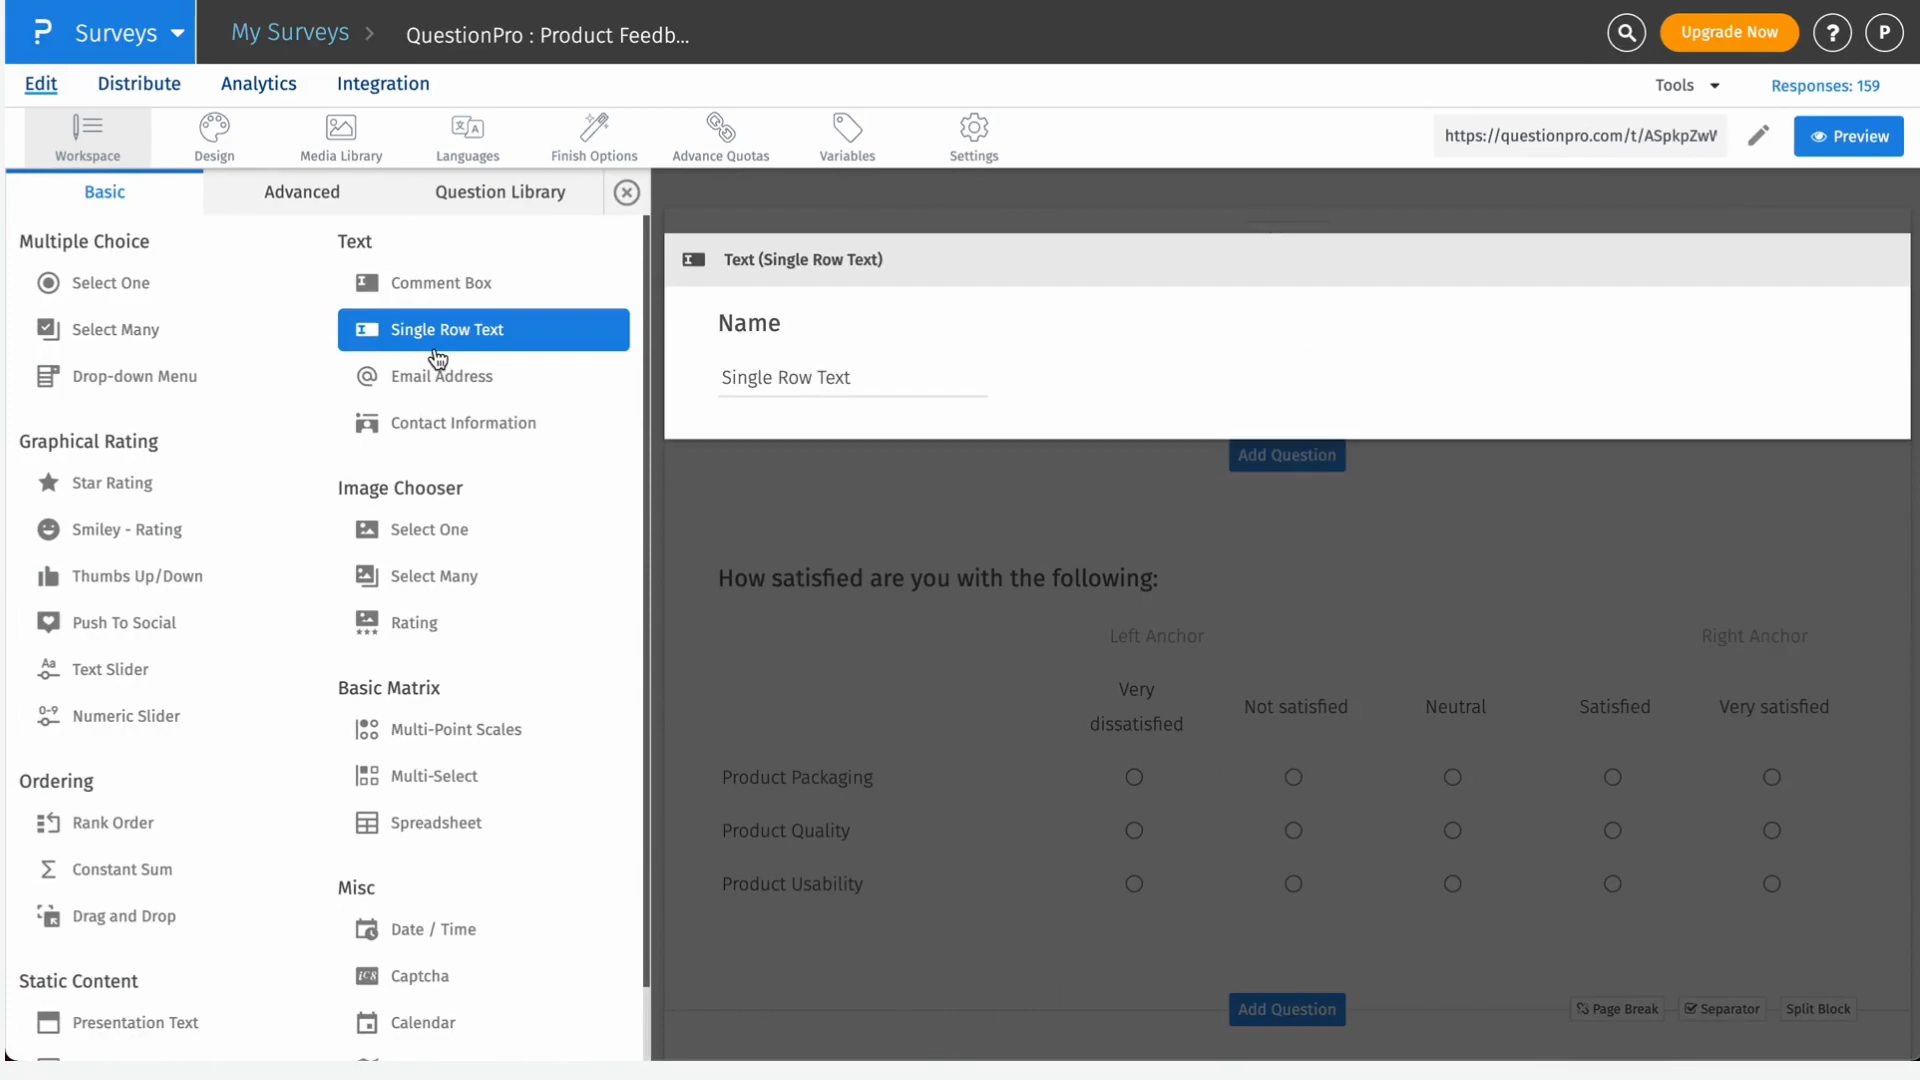 Surveys
My Surveys
QuestionPro : Product Feedb...
Upgrade Now
?
P
Edit
Distribute
Analytics
Integration
Tools
Responses: 159
Workspace
Design
Media Library
Languages
Finish Options
Advance Quotas
Variables
Settings
https://questionpro.com/t/ASpkpZwV
Preview
Basic
Advanced
Question Library
Multiple Choice
Select One
Select Many
Drop-down Menu
Graphical Rating
Star Rating
Smiley - Rating
Thumbs Up/Down
Push To Social
Text Slider
Numeric Slider
Ordering
Rank Order
Constant Sum
Drag and Drop
Static Content
Presentation Text
Text
Comment Box
Single Row Text
Email Address
Contact Information
Image Chooser
Select One
Select Many
Rating
Basic Matrix
Multi-Point Scales
Multi-Select
Spreadsheet
Misc
Date / Time
Captcha
Calendar
Text (Single Row Text)
Name
Single Row Text
Add Question
How satisfied are you with the following:
Left Anchor
Right Anchor
Very
dissatisfied
Not satisfied
Neutral
Satisfied
Very satisfied
Product Packaging
Product Quality
Product Usability
Add Question
Page Break
Separator
Split Block